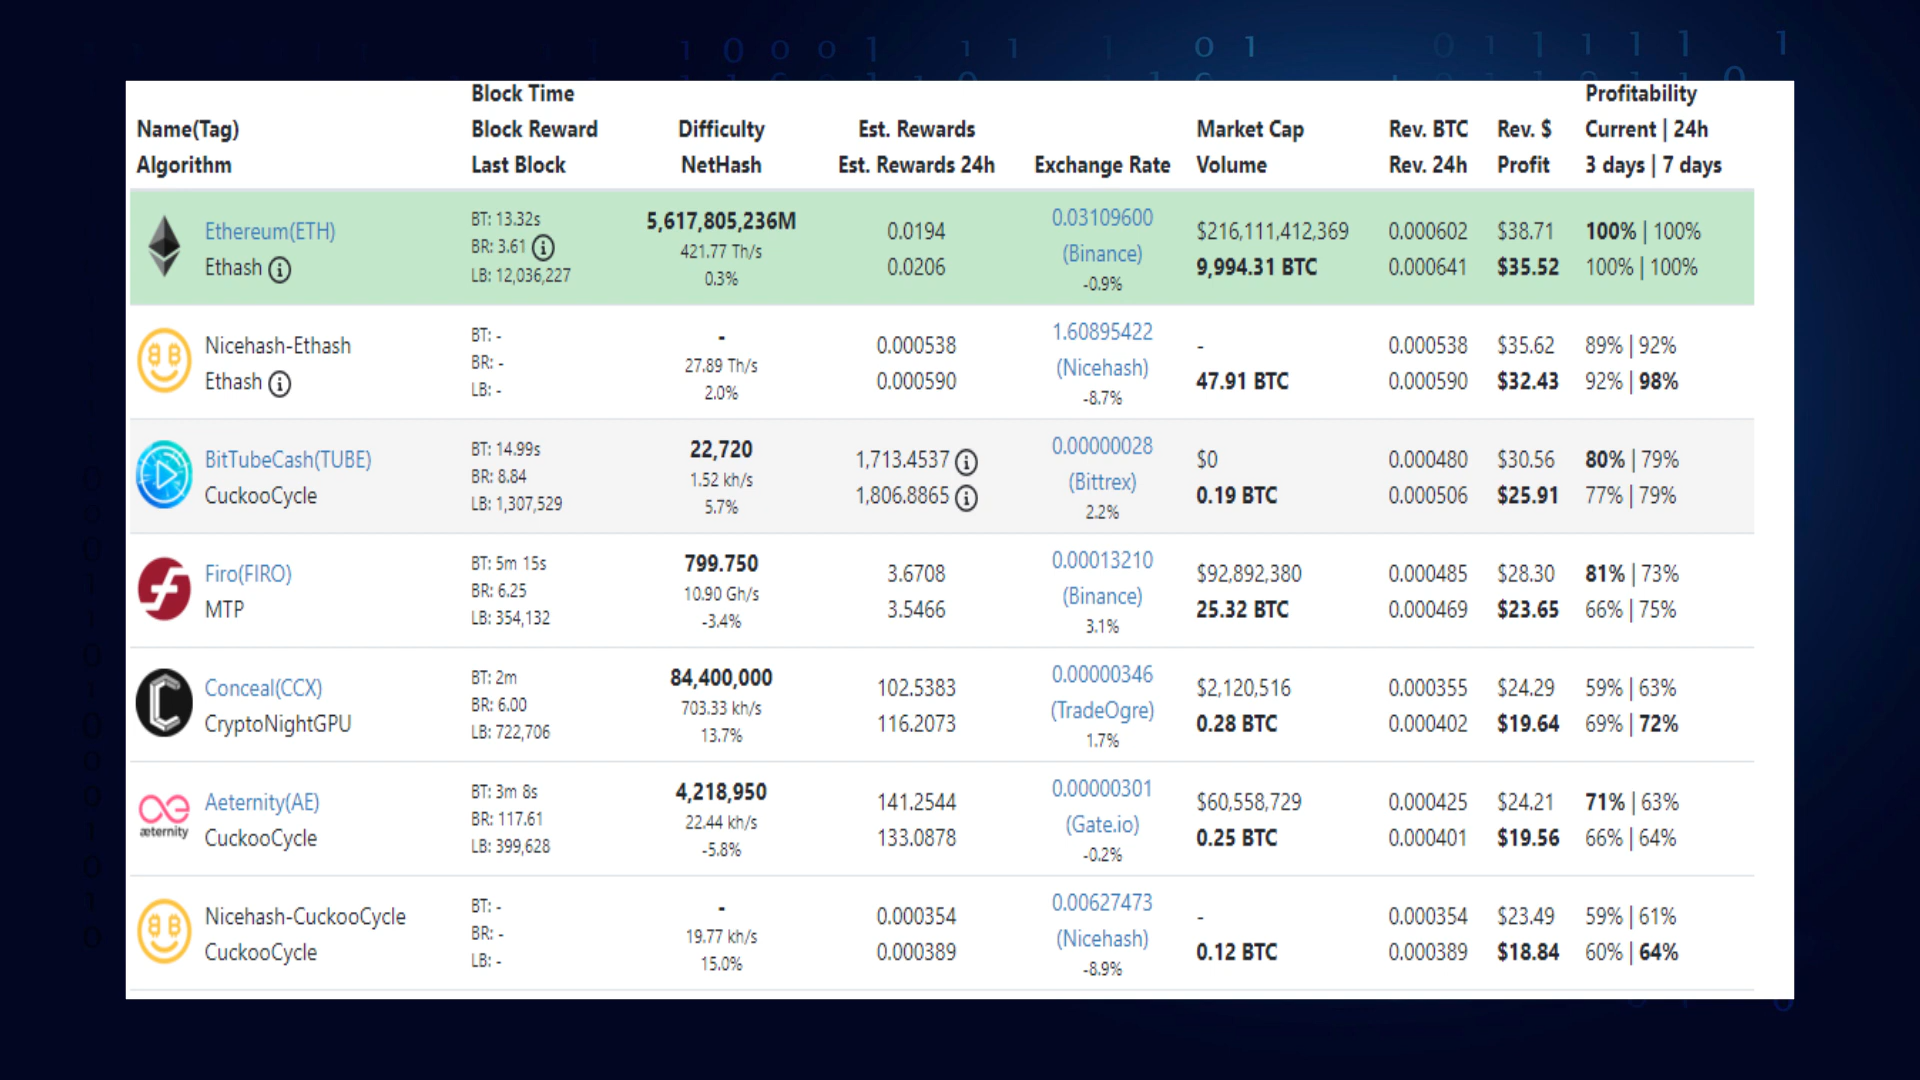 Block Time
Profitability
Name(Tag) Block Reward Difficulty Est. Rewards Market Cap Rev. BTC Rev. $ Current | 24h
Algorithm Last Block NetHash Est. Rewards 24h Exchange Rate Volume Rev. 24h Profit 3 days | 7 days
Ethereum(ETH)
Ethash
BT: 13.32s
BR: 3.61
LB: 12,036,227
5,617,805,236M
421.77 Th/s
0.3%
0.0194
0.0206
0.03109600
(Binance)
-0.9%
$216,111,412,369
9,994.31 BTC
0.000602
0.000641
$38.71
$35.52
100% | 100%
100% | 100%
Nicehash-Ethash
Ethash
BT: -
BR: -
LB: -
-
27.89 Th/s
2.0%
0.000538
0.000590
1.60895422
(Nicehash)
-8.7%
-
47.91 BTC
0.000538
0.000590
$35.62
$32.43
89% | 92%
92% | 98%
BitTubeCash(TUBE)
CuckooCycle
BT: 14.99s
BR: 8.84
LB: 1,307,529
22,720
1.52 kh/s
5.7%
1,713.4537
1,806.8865
0.00000028
(Bittrex)
2.2%
$0
0.19 BTC
0.000480
0.000506
$30.56
$25.91
80% | 79%
77% | 79%
Firo(FIRO)
MTP
BT: 5m 15s
BR: 6.25
LB: 354,132
799.750
10.90 Gh/s
-3.4%
3.6708
3.5466
0.00013210
(Binance)
3.1%
$92,892,380
25.32 BTC
0.000485
0.000469
$28.30
$23.65
81% | 73%
66% | 75%
Conceal(CCX)
CryptoNightGPU
BT: 2m
BR: 6.00
LB: 722,706
84,400,000
703.33 kh/s
13.7%
102.5383
116.2073
0.00000346
(TradeOgre)
1.7%
$2,120,516
0.28 BTC
0.000355
0.000402
$24.29
$19.64
59% | 63%
69% | 72%
æternity
Aeternity(AE)
CuckooCycle
BT: 3m 8s
BR: 117.61
LB: 399,628
4,218,950
22.44 kh/s
-5.8%
141.2544
133.0878
0.00000301
(Gate.io)
-0.2%
$60,558,729
0.25 BTC
0.000425
0.000401
$24.21
$19.56
71% | 63%
66% | 64%
Nicehash-CuckooCycle
CuckooCycle
BT: -
BR: -
LB: -
-
19.77 kh/s
15.0%
0.000354
0.000389
0.00627473
(Nicehash)
-8.9%
-
0.12 BTC
0.000354
0.000389
$23.49
$18.84
59% | 61%
60% | 64%